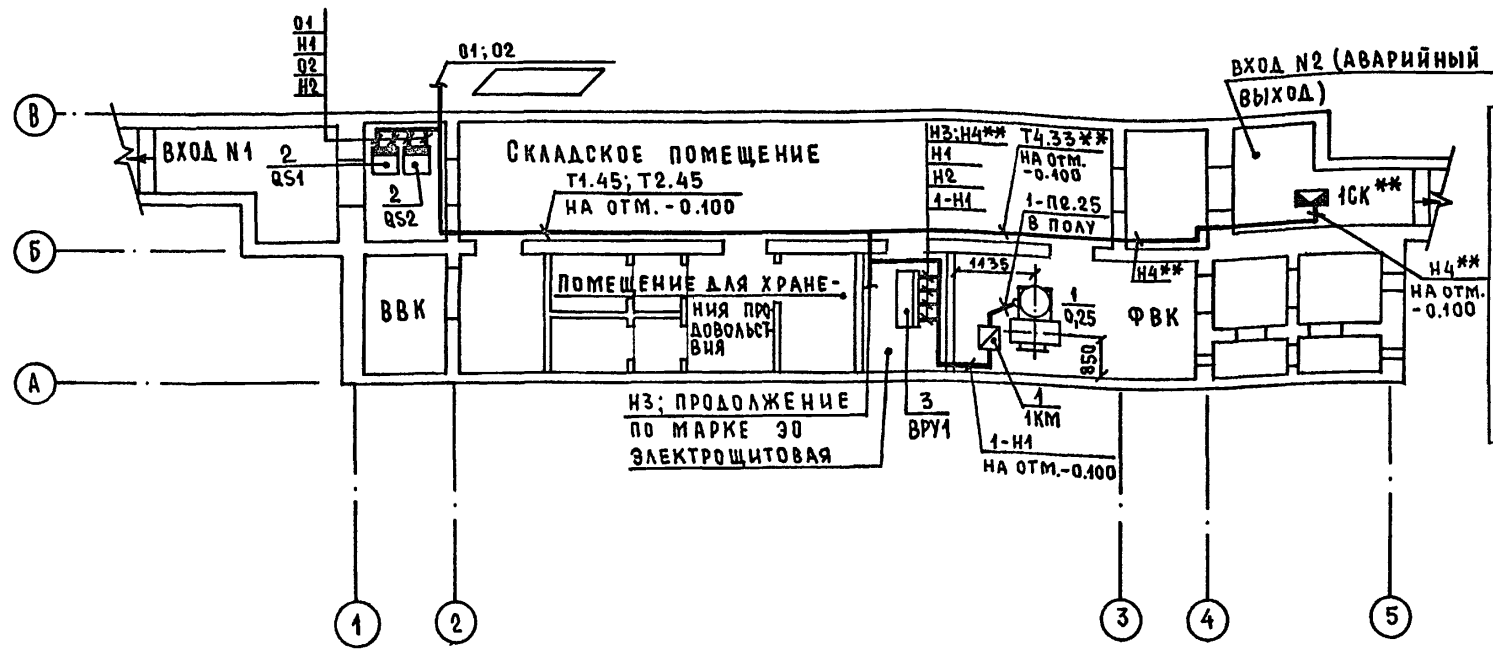 01
Н1
02
Н2
01; 02
ВХОД N2 (АВАРИЙНЫЙ
ВЫХОД)
В
ВХОД N1
2
QS1
2
QS2
СКЛАДСКОЕ ПОМЕЩЕНИЕ
Т1.45; Т2.45
НА ОТМ. -0.100
Н3; Н4**
Н1
Н2
1-Н1
Т4.33**
НА ОТМ.
-0.100
1-П2.25
В ПОЛУ
1СК**
Б
Н4**
Н4**
НА ОТМ.
-0.100
ВВК
ПОМЕЩЕНИЕ ДЛЯ ХРАНЕ-
НИЯ ПРО-
ДОВОЛЬСТ
ВИЯ
1135
1
0,25
ФВК
850
А
Н3; ПРОДОЛЖЕНИЕ
ПО МАРКЕ ЭО
ЭЛЕКТРОЩИТОВАЯ
3
ВРУ1
1
1КМ
1-Н1
НА ОТМ.-0.100
1
2
3
4
5